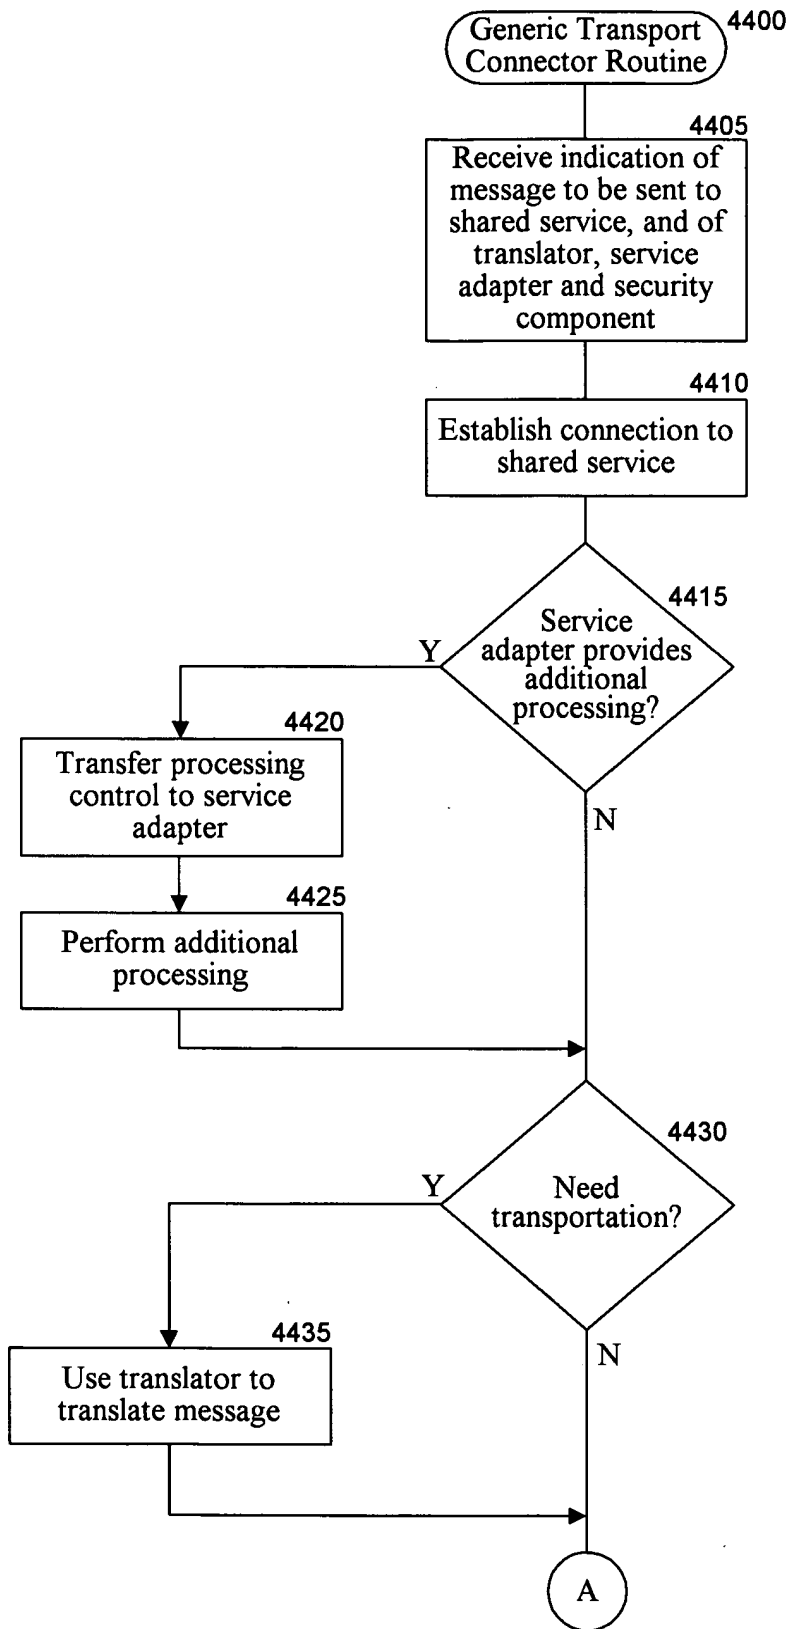 Generic Transport
Connector Routine
4400
4405
Receive indication of
message to be sent to
shared service, and of
translator, service
adapter and security
component
4410
Establish connection to
shared service
4415
Service
adapter provides
additional
processing?
Y
N
4420
Transfer processing
control to service
adapter
4425
Perform additional
processing
4430
Need
transportation?
Y
N
4435
Use translator to
translate message
A